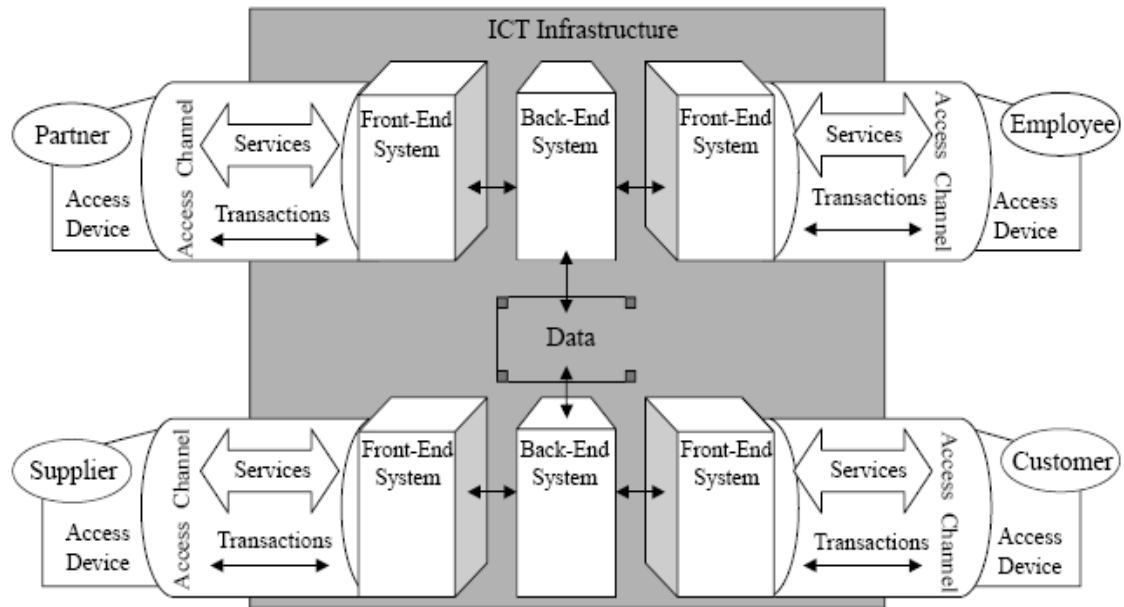 ICT Infrastructure
Partner
Access
Device
Access Channel
Services
Transactions
Front-End
System
Back-End
System
Front-End
System
Services
Transactions
Access Channel
Employee
Access
Device
Data
Supplier
Access
Device
Access Channel
Services
Transactions
Front-End
System
Back-End
System
Front-End
System
Services
Transactions
Access Channel
Customer
Access
Device